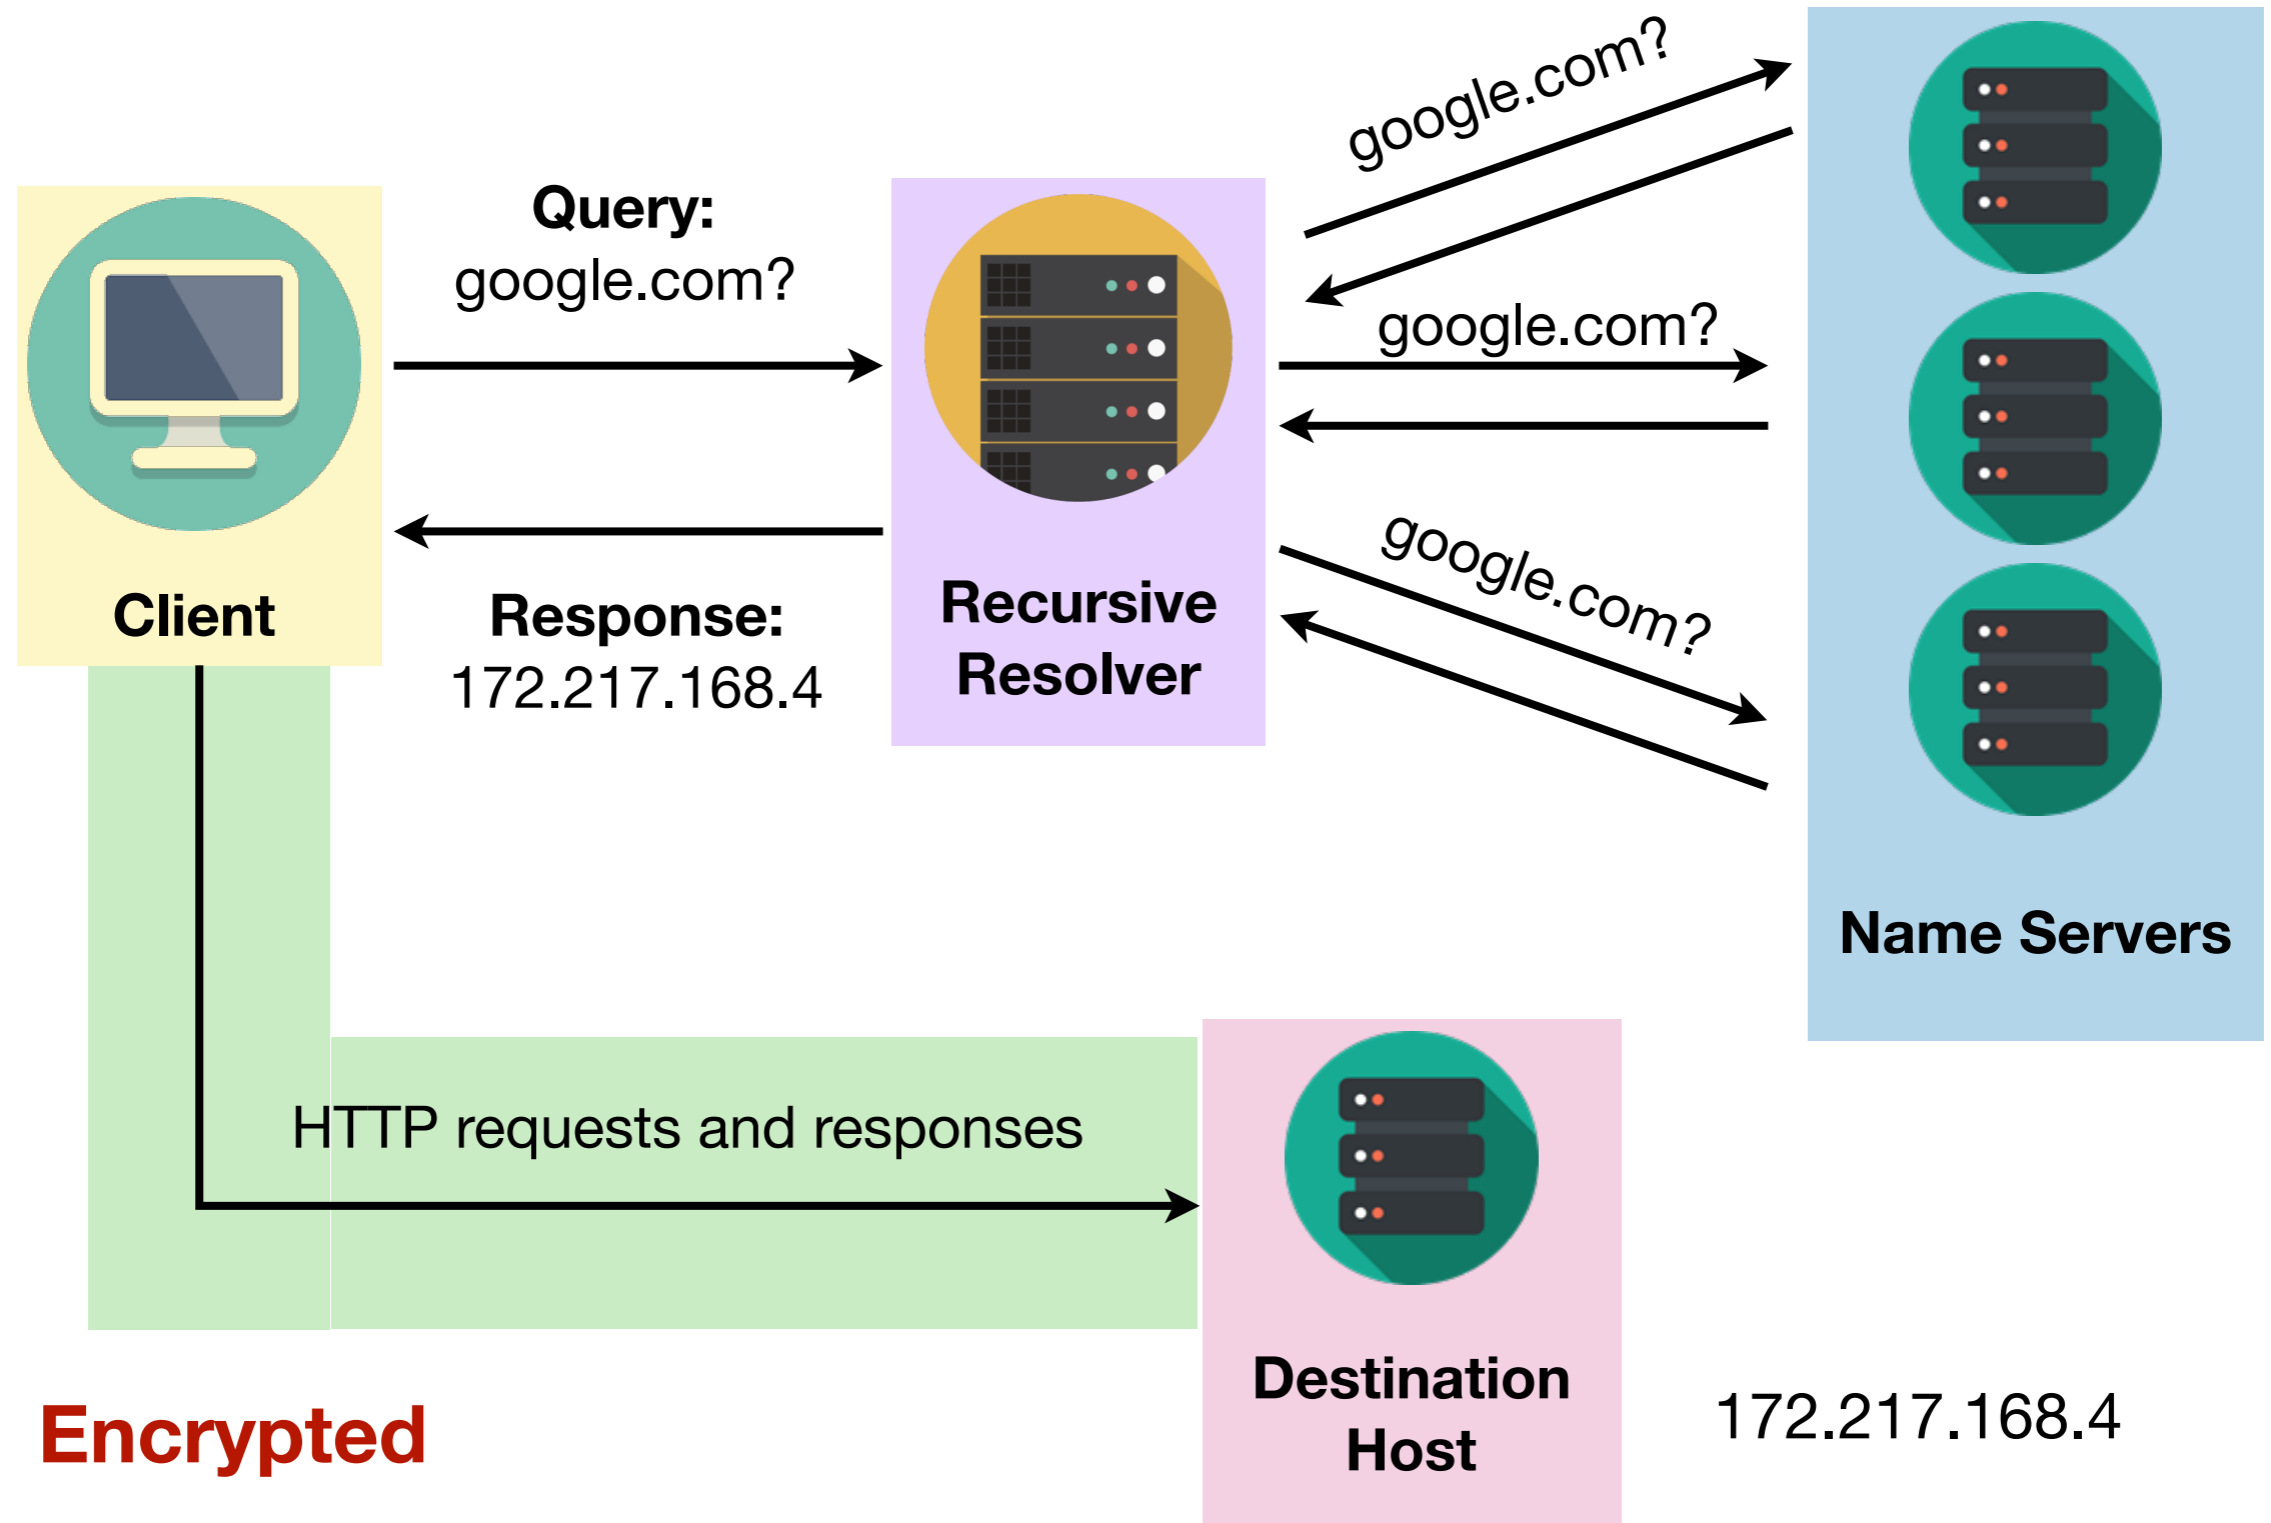 google.com?
Query:
google.com?
google.com?
google.com?
Client
Response:
172.217.168.4
Recursive
Resolver
Name Servers
HTTP requests and responses
Destination
Host
172.217.168.4
Encrypted